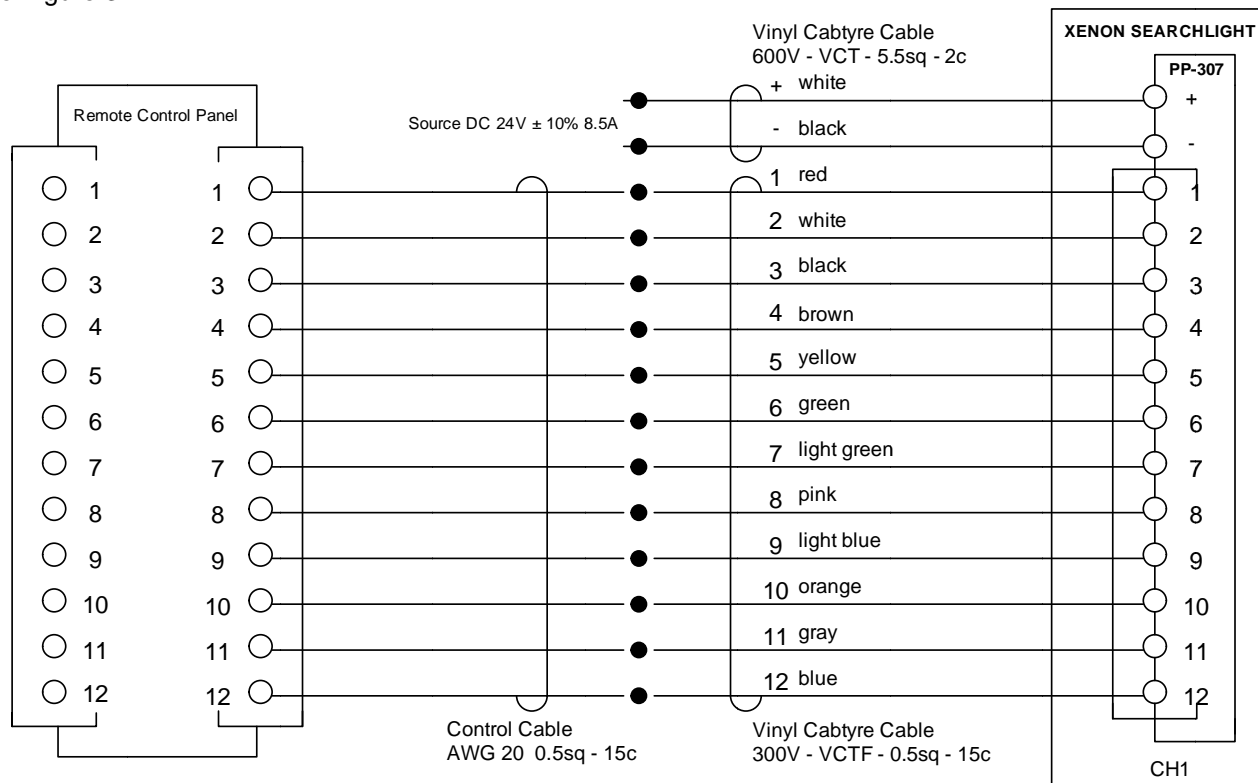 Vinyl Cabtyre Cable
600V - VCT - 5.5sq - 2c
XENON SEARCHLIGHT
PP-307
Remote Control Panel
Source DC 24V ± 10% 8.5A
+ white +
- black -
1 1 1 red 1
2 2 2 white 2
3 3 3 black 3
4 4 4 brown 4
5 5 5 yellow 5
6 6 6 green 6
7 7 7 light green 7
8 8 8 pink 8
9 9 9 light blue 9
10 10 10 orange 10
11 11 11 gray 11
12 12 12 blue 12
Control Cable
AWG 20 0.5sq - 15c
Vinyl Cabtyre Cable
300V - VCTF - 0.5sq - 15c
CH1